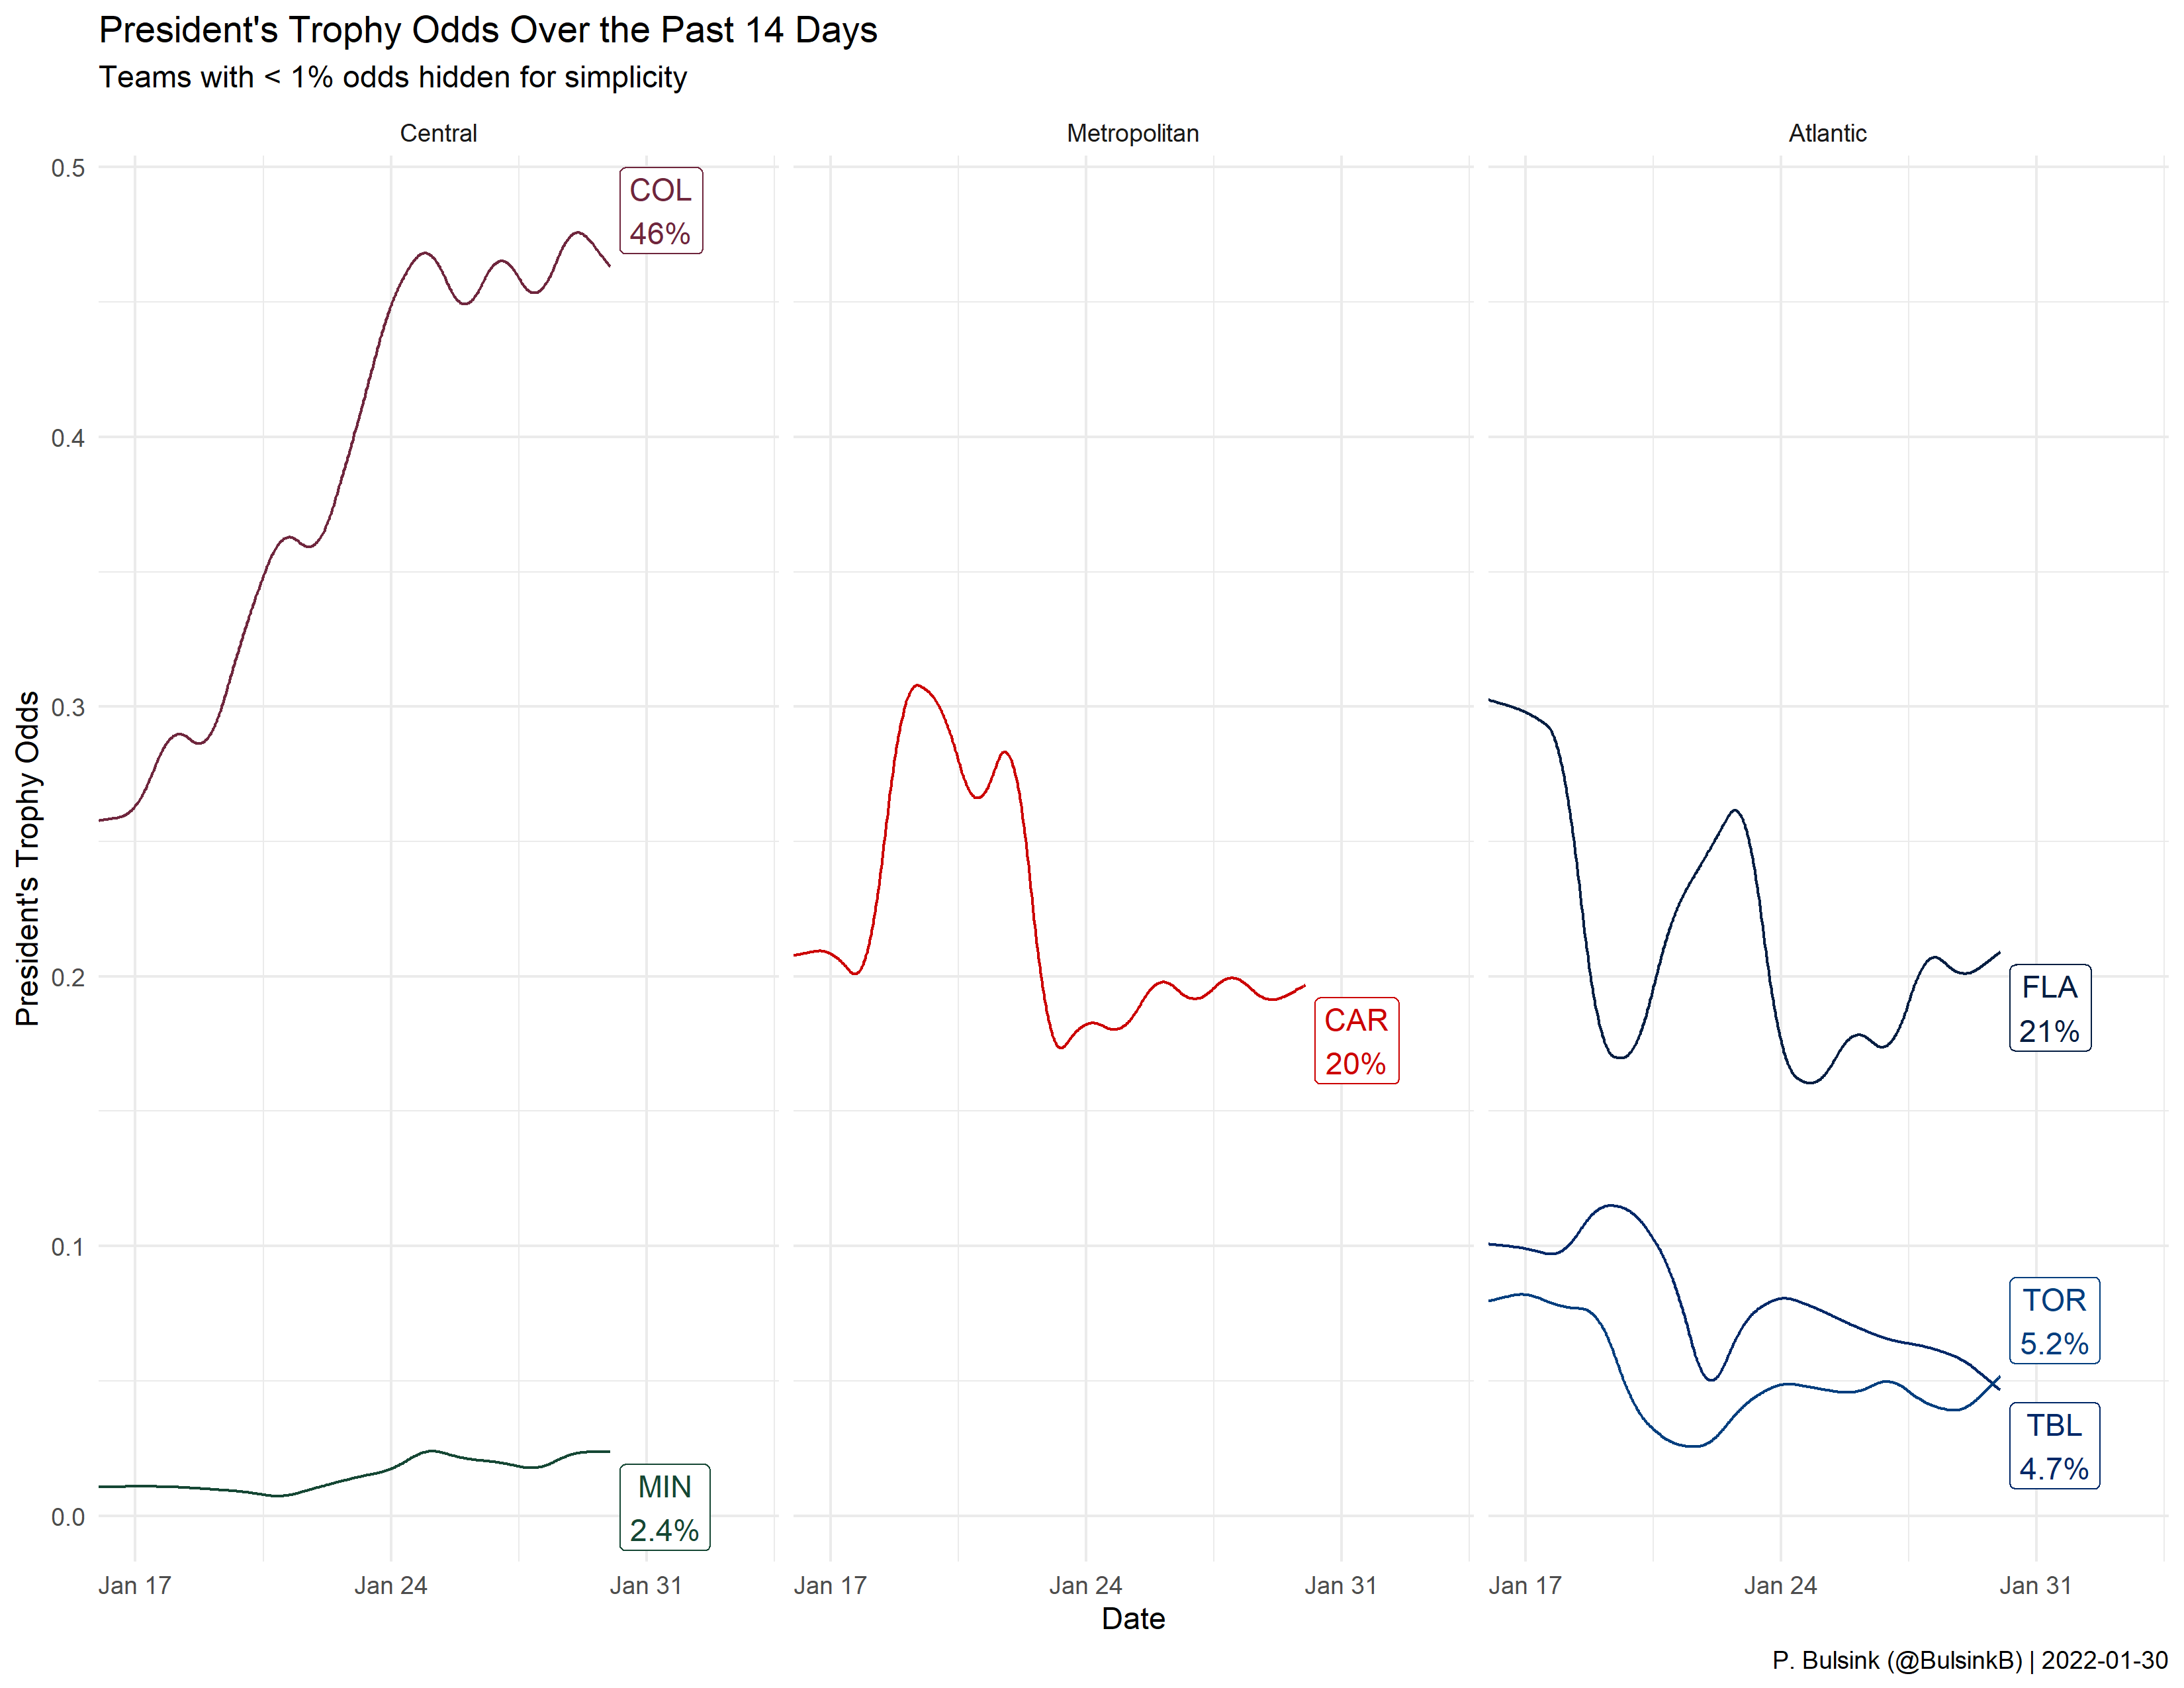 President's Trophy Odds Over the Past 14 Days
Teams with < 1% odds hidden for simplicity
Central
Metropolitan
Atlantic
President's Trophy Odds
0.5
0.4
0.3
0.2
0.1
0.0
COL
46%
MIN
2.4%
CAR
20%
FLA
21%
TOR
5.2%
TBL
4.7%
Jan 17
Jan 24
Jan 31
Jan 17
Jan 24
Jan 31
Jan 17
Jan 24
Jan 31
Date
P. Bulsink (@BulsinkB) | 2022-01-30